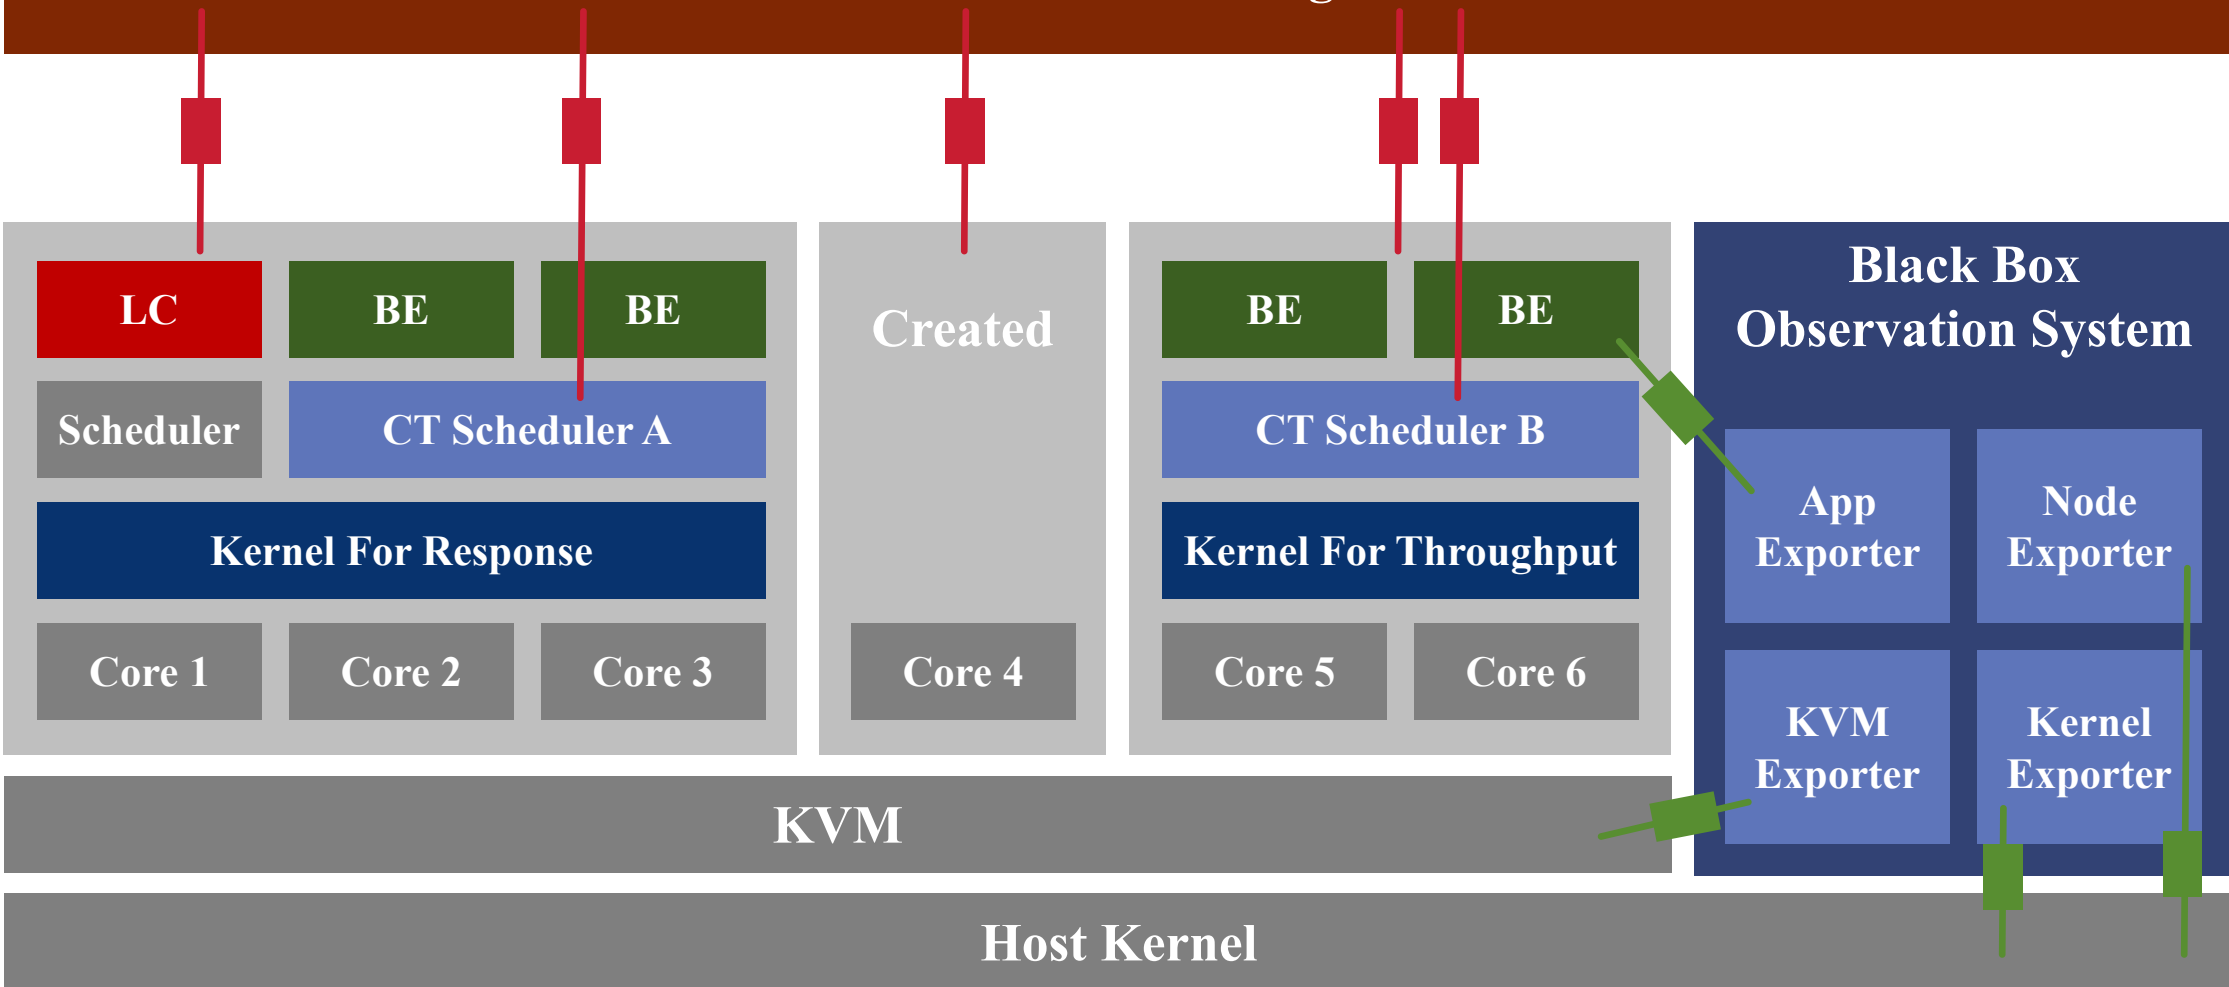 LC
BE
BE
Created
BE
BE
Scheduler
CT Scheduler A
CT Scheduler B
Kernel For Response
Kernel For Throughput
Core 1
Core 2
Core 3
Core 4
Core 5
Core 6
Black Box
Observation System
App
Exporter
Node
Exporter
KVM
Exporter
Kernel
Exporter
KVM
Host Kernel